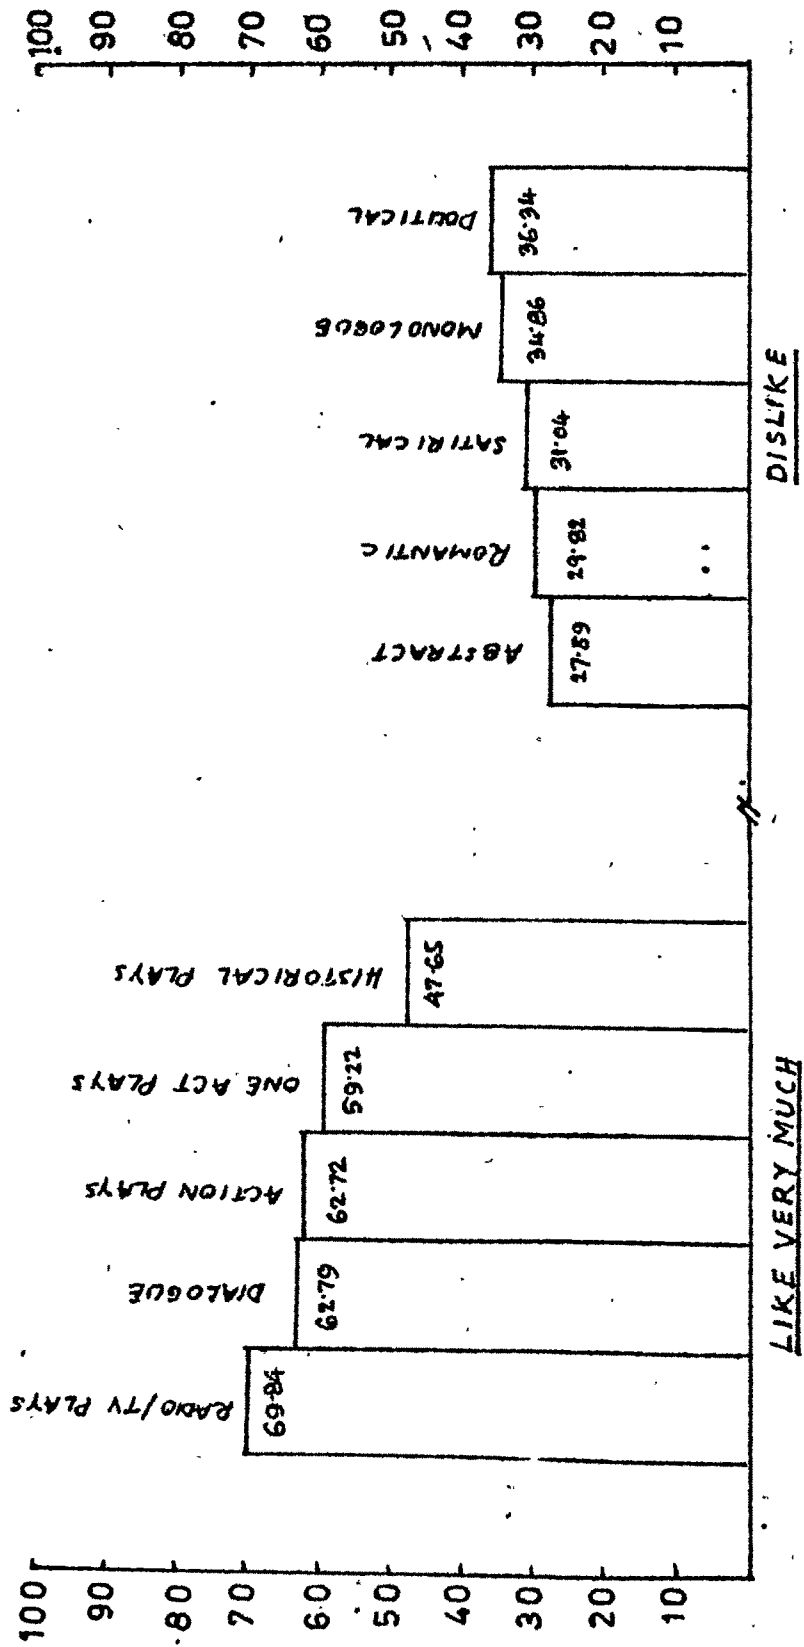 100
90
80
70
60
50
40
30
20
10
RADIO/TV PLAYS
69.84
DIALOGUE
62.79
ACTION PLAYS
62.72
ONE ACT PLAYS
59.22
HISTORICAL PLAYS
47.65
LIKE VERY MUCH
ABSTRACT
27.89
ROMANTIC
29.82
SATIRICAL
31.04
MONOLOGUE
34.86
POLITICAL
36.34
DISLIKE
100
90
80
70
60
50
40
30
20
10